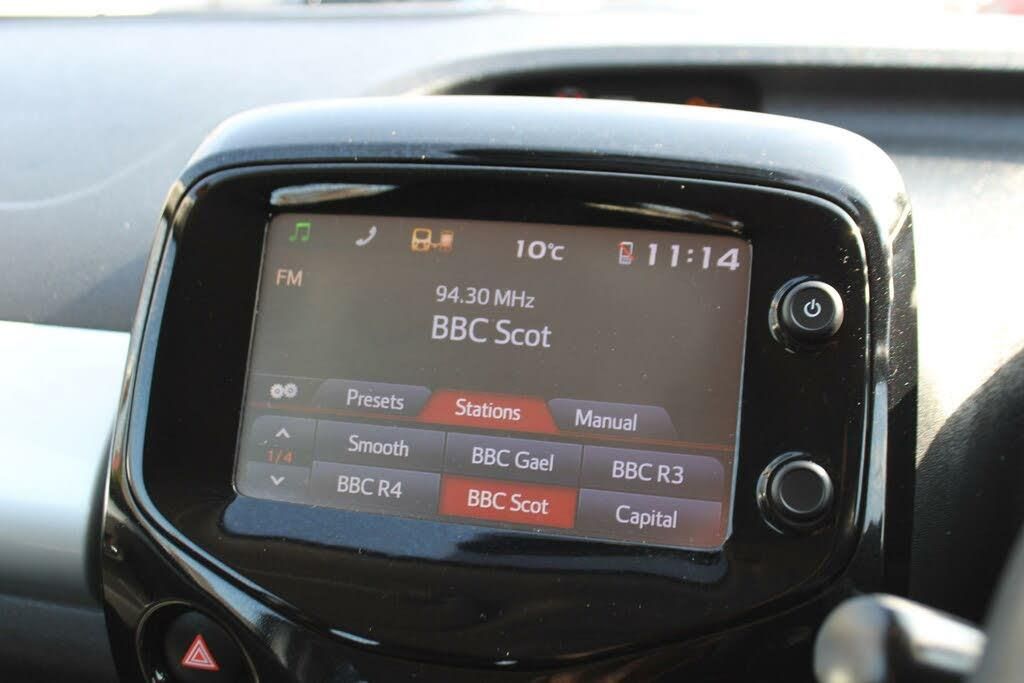 10°C 11:14
FM
94.30 MHz
BBC Scot
Presets Stations Manual
1/4
Smooth BBC Gael BBC R3
BBC R4 BBC Scot Capital